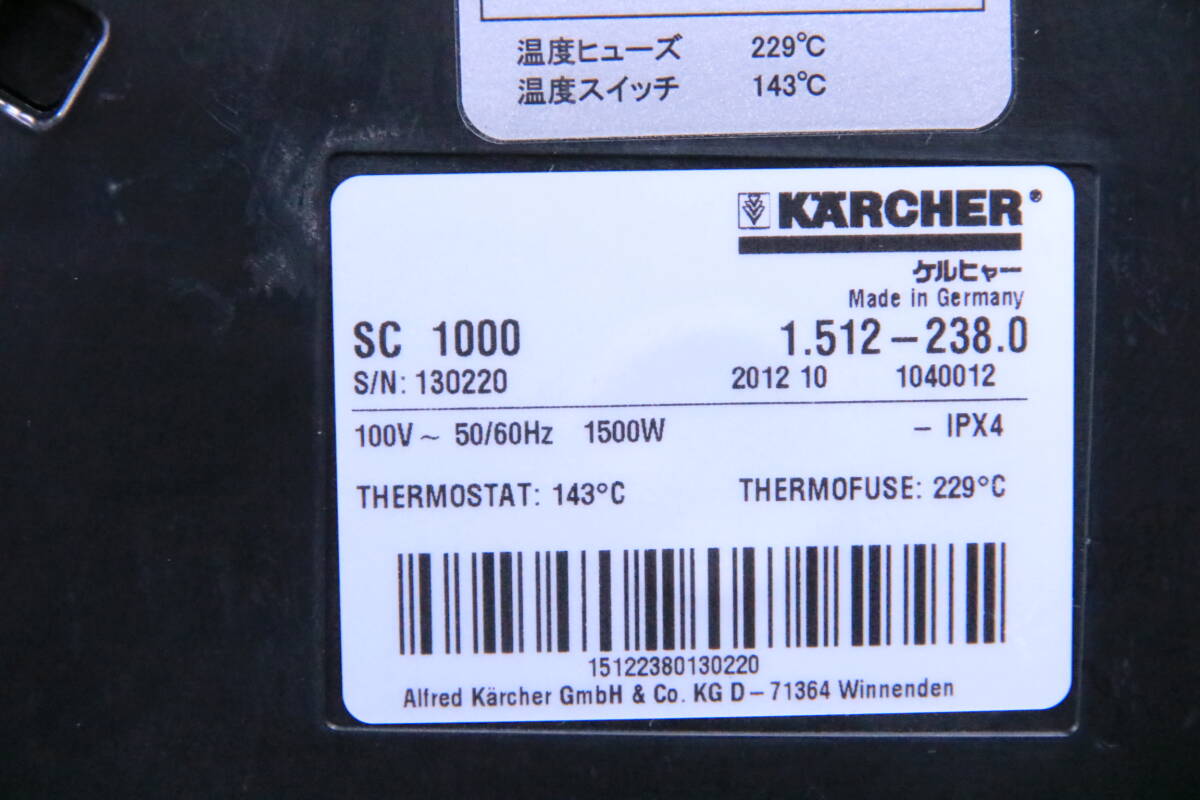 温度ヒューズ 229℃
温度スイッチ 143℃
KÄRCHER®
ケルヒャー
Made in Germany
SC 1000 1.512-238.0
S/N: 130220 2012 10 1040012
100V~ 50/60Hz 1500W - IPX4
THERMOSTAT: 143°C THERMOFUSE: 229°C
15122380130220
Alfred Kärcher GmbH & Co. KG D-71364 Winnenden